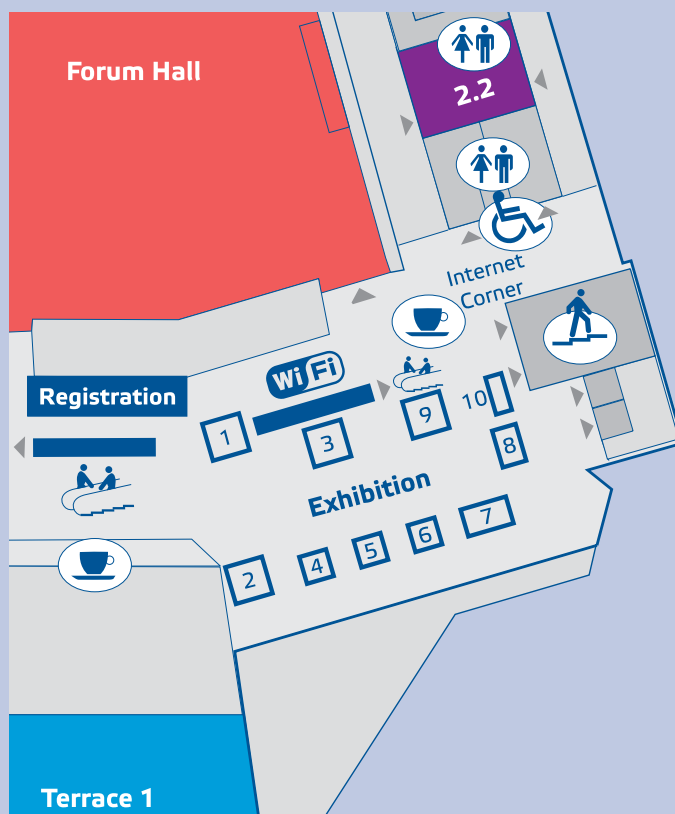 Forum Hall
2.2
Internet
Corner
WiFi
Registration
1
3
9
10
8
Exhibition
7
6
5
4
2
Terrace 1